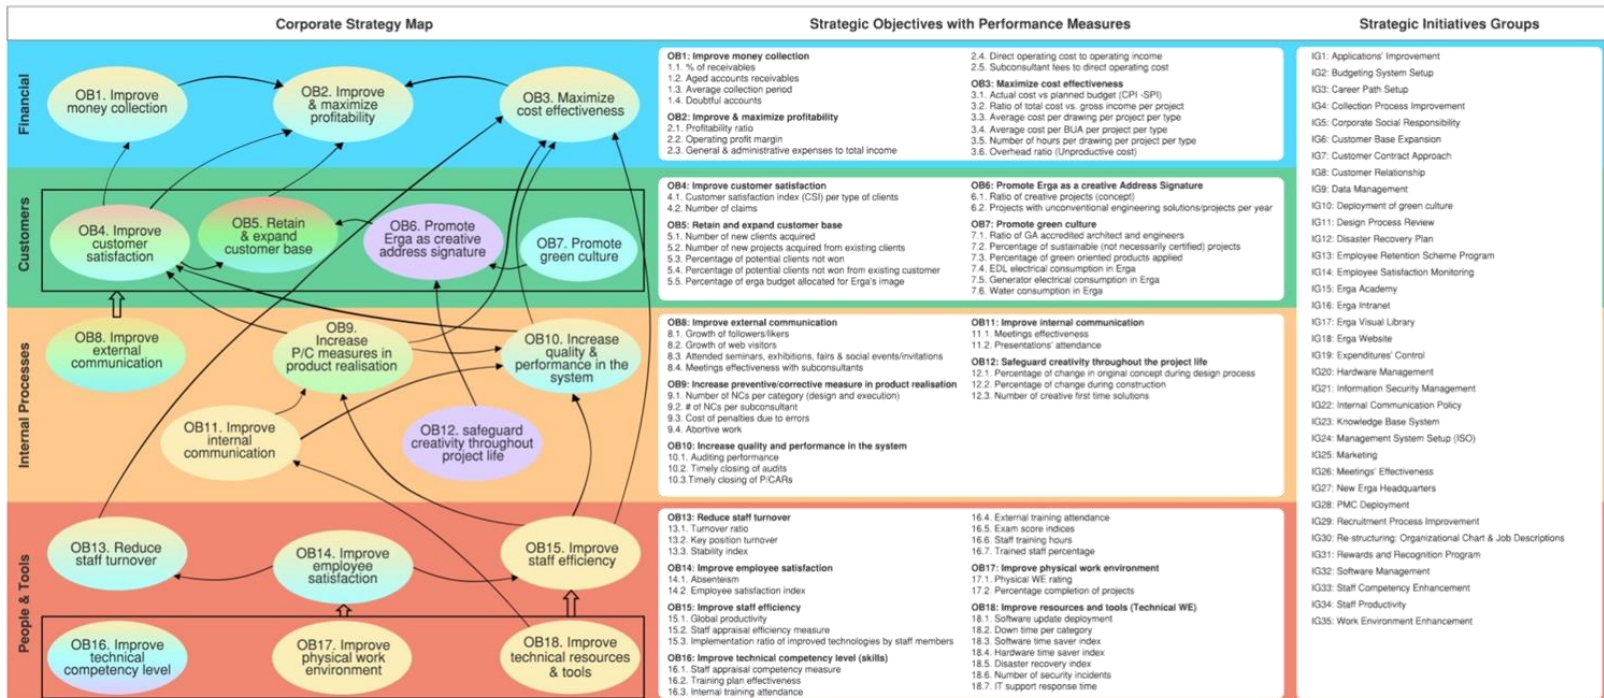 Corporate Strategy Map
Strategic Objectives with Performance Measures
Strategic Initiatives Groups
Financial
OB1. Improve
money collection
OB2. Improve
& maximize
profitability
OB3. Maximize
cost effectiveness
Customers
OB4. Improve
customer
satisfaction
OB5. Retain
& expand
customer base
OB6. Promote
Erga as creative
address signature
OB7. Promote
green culture
Internal Processes
OB8. Improve
external
communication
OB9.
Increase
P/C measures in
product realisation
OB10. Increase
quality &
performance in the
system
OB11. Improve
internal
communication
OB12. safeguard
creativity throughout
project life
People & Tools
OB13. Reduce
staff turnover
OB14. Improve
employee
satisfaction
OB15. Improve
staff efficiency
OB16. Improve
technical
competency level
OB17. Improve
physical work
environment
OB18. Improve
technical resources
& tools
OB1: Improve money collection
1.1. % of receivables
1.2. Aged accounts receivables
1.3. Average collection period
1.4. Doubtful accounts
OB2: Improve & maximize profitability
2.1. Profitability ratio
2.2. Operating profit margin
2.3. General & administrative expenses to total income
2.4. Direct operating cost to operating income
2.5. Subconsultant fees to direct operating cost
OB3: Maximize cost effectiveness
3.1. Actual cost vs planned budget (CPI -SPI)
3.2. Ratio of total cost vs. gross income per project
3.3. Average cost per drawing per project per type
3.4. Average cost per BUA per project per type
3.5. Number of hours per drawing per project per type
3.6. Overhead ratio (Unproductive cost)
OB4: Improve customer satisfaction
4.1. Customer satisfaction index (CSI) per type of clients
4.2. Number of claims
OB5: Retain and expand customer base
5.1. Number of new clients acquired
5.2. Number of new projects acquired from existing clients
5.3. Percentage of potential clients not won
5.4. Percentage of potential clients not won from existing customer
5.5. Percentage of erga budget allocated for Erga's image
OB6: Promote Erga as a creative Address Signature
6.1. Ratio of creative projects (concept)
6.2. Projects with unconventional engineering solutions/projects per year
OB7: Promote green culture
7.1. Ratio of GA accredited architect and engineers
7.2. Percentage of sustainable (not necessarily certified) projects
7.3. Percentage of green oriented products applied
7.4. EDL electrical consumption in Erga
7.5. Generator electrical consumption in Erga
7.6. Water consumption in Erga
OB8: Improve external communication
8.1. Growth of followers/likers
8.2. Growth of web visitors
8.3. Attended seminars, exhibitions, fairs & social events/invitations
8.4. Meetings effectiveness with subconsultants
OB9: Increase preventive/corrective measure in product realisation
9.1. Number of NCs per category (design and execution)
9.2. # of NCs per subconsultant
9.3. Cost of penalties due to errors
9.4. Abortive work
OB10: Increase quality and performance in the system
10.1. Auditing performance
10.2. Timely closing of audits
10.3.Timely closing of P/CARs
OB11: Improve internal communication
11.1. Meetings effectiveness
11.2. Presentations' attendance
OB12: Safeguard creativity throughout the project life
12.1. Percentage of change in original concept during design process
12.2. Percentage of change during construction
12.3. Number of creative first time solutions
OB13: Reduce staff turnover
13.1. Turnover ratio
13.2. Key position turnover
13.3. Stability index
OB14: Improve employee satisfaction
14.1. Absenteism
14.2. Employee satisfaction index
OB15: Improve staff efficiency
15.1. Global productivity
15.2. Staff appraisal efficiency measure
15.3. Implementation ratio of improved technologies by staff members
OB16: Improve technical competency level (skills)
16.1. Staff appraisal competency measure
16.2. Training plan effectiveness
16.3. Internal training attendance
16.4. External training attendance
16.5. Exam score indices
16.6. Staff training hours
16.7. Trained staff percentage
OB17: Improve physical work environment
17.1. Physical WE rating
17.2. Percentage completion of projects
OB18: Improve resources and tools (Technical WE)
18.1. Software update deployment
18.2. Down time per category
18.3. Software time saver index
18.4. Hardware time saver index
18.5. Disaster recovery index
18.6. Number of security incidents
18.7. IT support response time
IG1: Applications' Improvement
IG2: Budgeting System Setup
IG3: Career Path Setup
IG4: Collection Process Improvement
IG5: Corporate Social Responsibility
IG6: Customer Base Expansion
IG7: Customer Contract Approach
IG8: Customer Relationship
IG9: Data Management
IG10: Deployment of green culture
IG11: Design Process Review
IG12: Disaster Recovery Plan
IG13: Employee Retention Scheme Program
IG14: Employee Satisfaction Monitoring
IG15: Erga Academy
IG16: Erga Intranet
IG17: Erga Visual Library
IG18: Erga Website
IG19: Expenditures' Control
IG20: Hardware Management
IG21: Information Security Management
IG22: Internal Communication Policy
IG23: Knowledge Base System
IG24: Management System Setup (ISO)
IG25: Marketing
IG26: Meetings' Effectiveness
IG27: New Erga Headquarters
IG28: PMC Deployment
IG29: Recruitment Process Improvement
IG30: Re-structuring: Organizational Chart & Job Descriptions
IG31: Rewards and Recognition Program
IG32: Software Management
IG33: Staff Competency Enhancement
IG34: Staff Productivity
IG35: Work Environment Enhancement